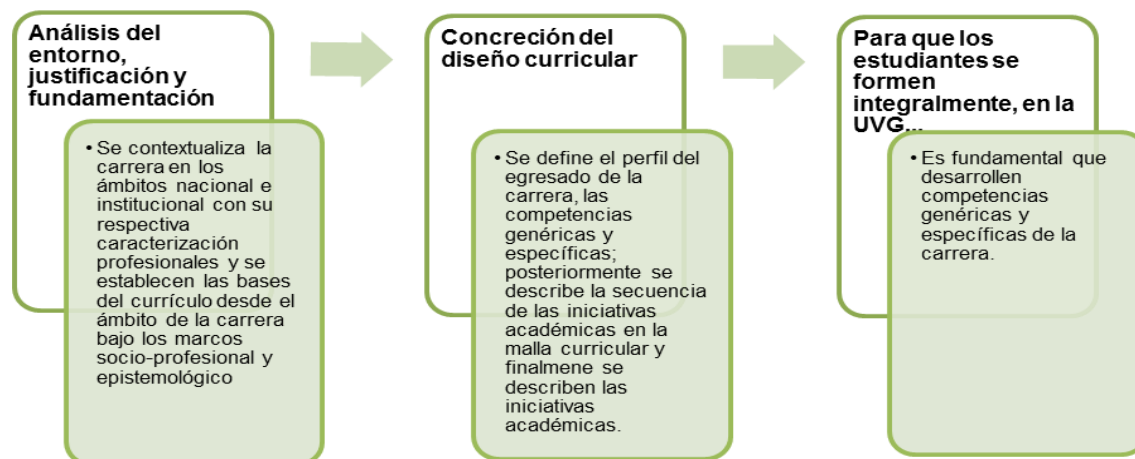 Análisis del
entorno,
justificación y
fundamentación
• Se contextualiza la
carrera en los
ámbitos nacional e
institucional con su
respectiva
caracterización
profesionales y se
establecen las bases
del currículo desde el
ámbito de la carrera
bajo los marcos
socio-profesional y
epistemológico
Concreción del
diseño curricular
• Se define el perfil del
egresado de la
carrera, las
competencias
genéricas y
específicas;
posteriormente se
describe la secuencia
de las iniciativas
académicas en la
malla curricular y
finalmene se
describen las
iniciativas
académicas.
Para que los
estudiantes se
formen
integralmente, en la
UVG...
• Es fundamental que
desarrollen
competencias
genéricas y
específicas de la
carrera.